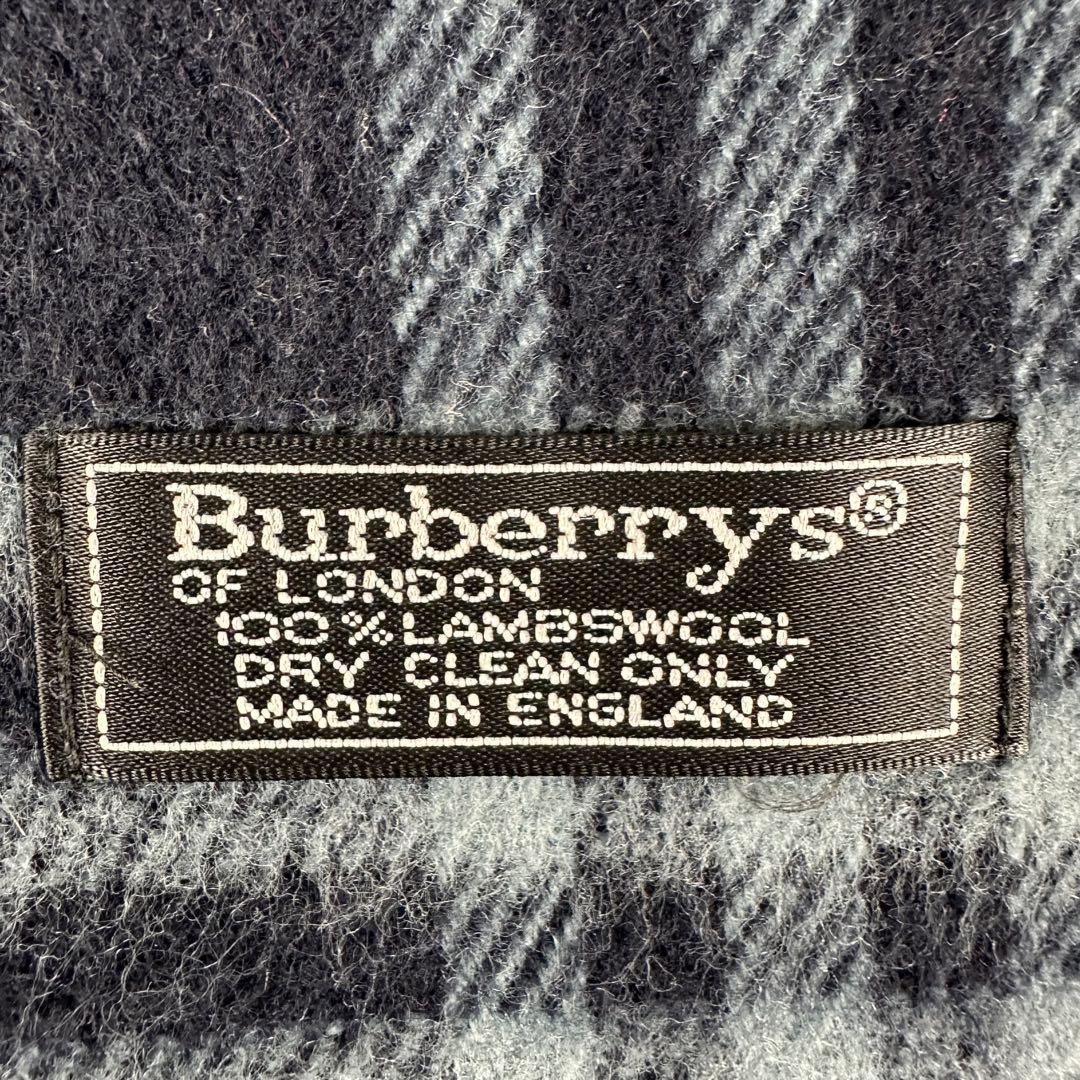 Burberrys®
OF LONDON
100% LAMBSWOOL
DRY CLEAN ONLY
MADE IN ENGLAND